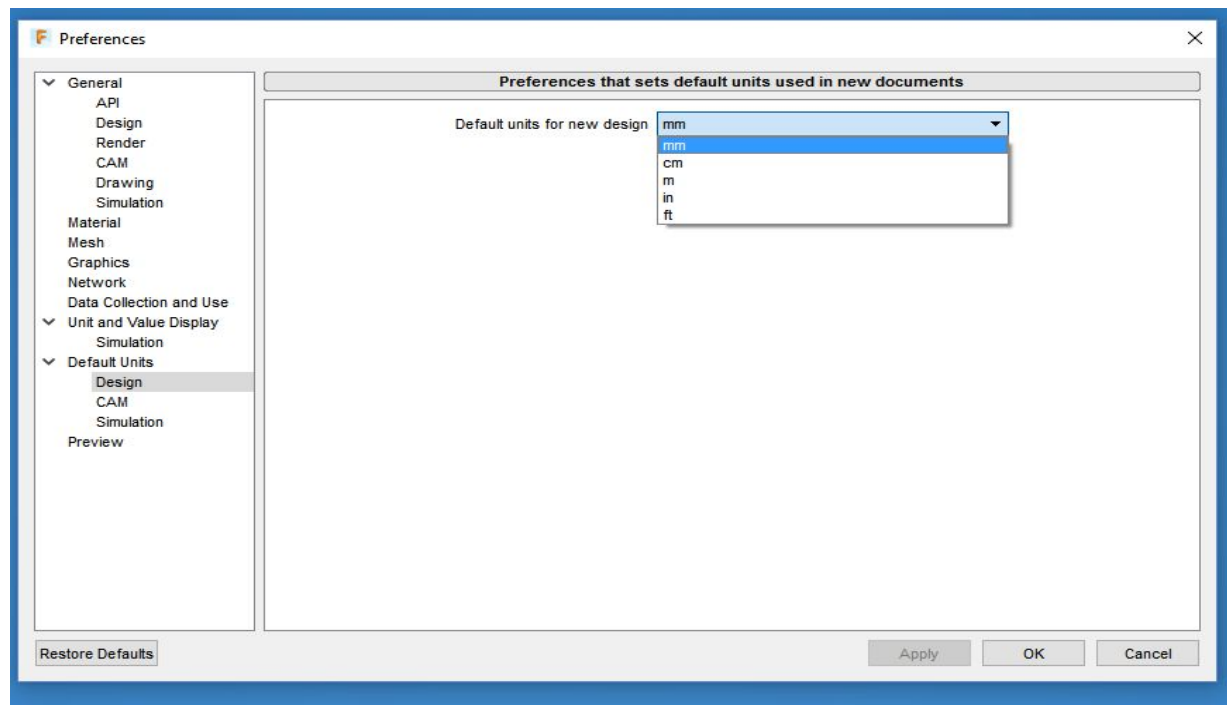 Preferences
General
API
Design
Render
CAM
Drawing
Simulation
Material
Mesh
Graphics
Network
Data Collection and Use
Unit and Value Display
Simulation
Default Units
Design
CAM
Simulation
Preview
Preferences that sets default units used in new documents
Default units for new design mm
mm
cm
m
in
ft
Restore Defaults
Apply
OK
Cancel